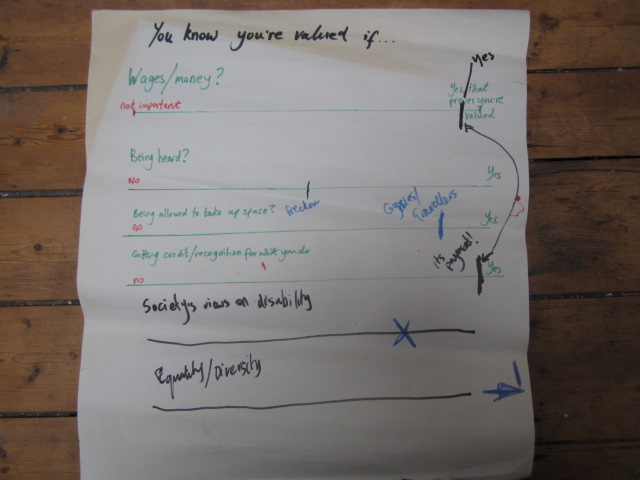 You know you're valued if...
yes
Wages/money?
Yes that
proves you're
valued
not important
Being heard?
No
Yes
Being allowed to take up space?
freedom
Gypsies/
Travellers
no
Yes
Getting credit/recognition for what you do
its
payment!
no
Yes
Society's views on disability
Equality/Diversity